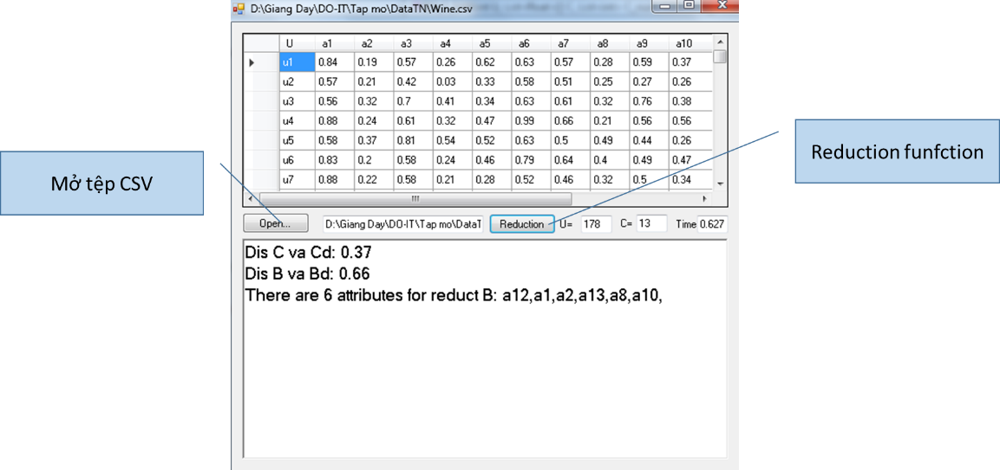 D:\Giang Day\DO-IT\Tap mo\DataTN\Wine.csv
U a1 a2 a3 a4 a5 a6 a7 a8 a9 a10
u1 0.84 0.19 0.57 0.26 0.62 0.63 0.57 0.28 0.59 0.37
u2 0.57 0.21 0.42 0.03 0.33 0.58 0.51 0.25 0.27 0.26
u3 0.56 0.32 0.7 0.41 0.34 0.63 0.61 0.32 0.76 0.38
u4 0.88 0.24 0.61 0.32 0.47 0.99 0.66 0.21 0.56 0.56
u5 0.58 0.37 0.81 0.54 0.52 0.63 0.5 0.49 0.44 0.26
u6 0.83 0.2 0.58 0.24 0.46 0.79 0.64 0.4 0.49 0.47
u7 0.88 0.22 0.58 0.21 0.28 0.52 0.46 0.32 0.5 0.34
Mở tệp CSV
Reduction funfction
Open... D:\Giang Day\DO-IT\Tap mo\DataT Reduction U= 178 C= 13 Time 0.627
Dis C va Cd: 0.37
Dis B va Bd: 0.66
There are 6 attributes for reduct B: a12,a1,a2,a13,a8,a10,